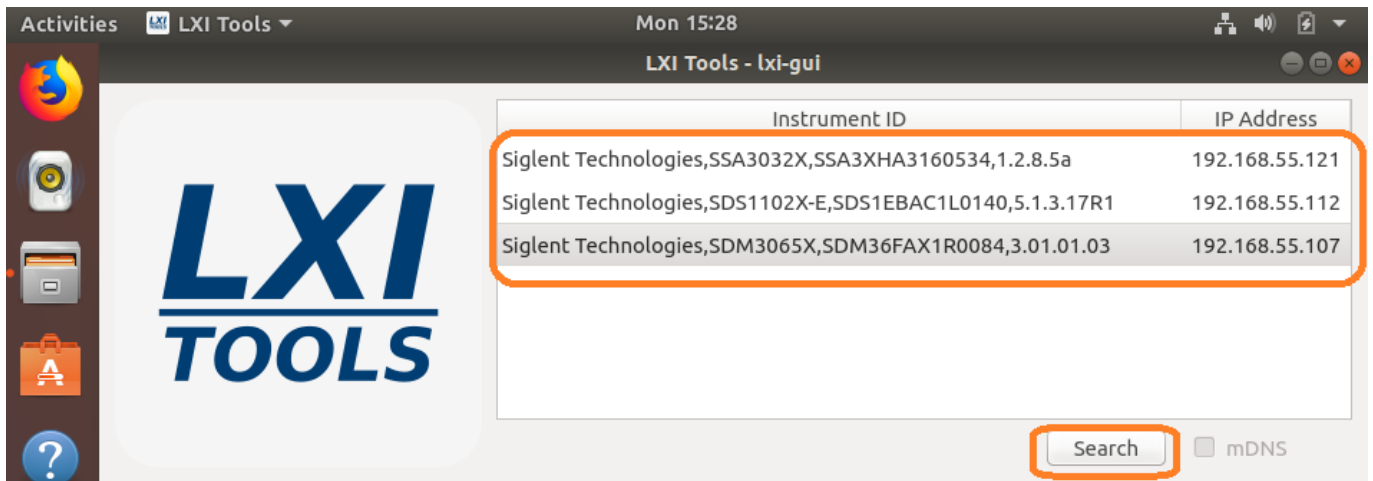 Activities LXI Tools Mon 15:28
LXI Tools - lxi-gui
Instrument ID IP Address
Siglent Technologies,SSA3032X,SSA3XHA3160534,1.2.8.5a 192.168.55.121
Siglent Technologies,SDS1102X-E,SDS1EBAC1L0140,5.1.3.17R1 192.168.55.112
Siglent Technologies,SDM3065X,SDM36FAX1R0084,3.01.01.03 192.168.55.107
LXI
TOOLS
Search mDNS